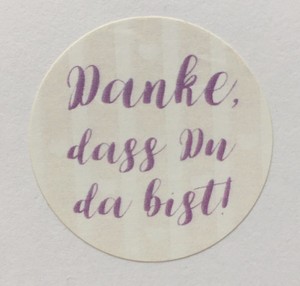 Danke,
dass Du
da bist!